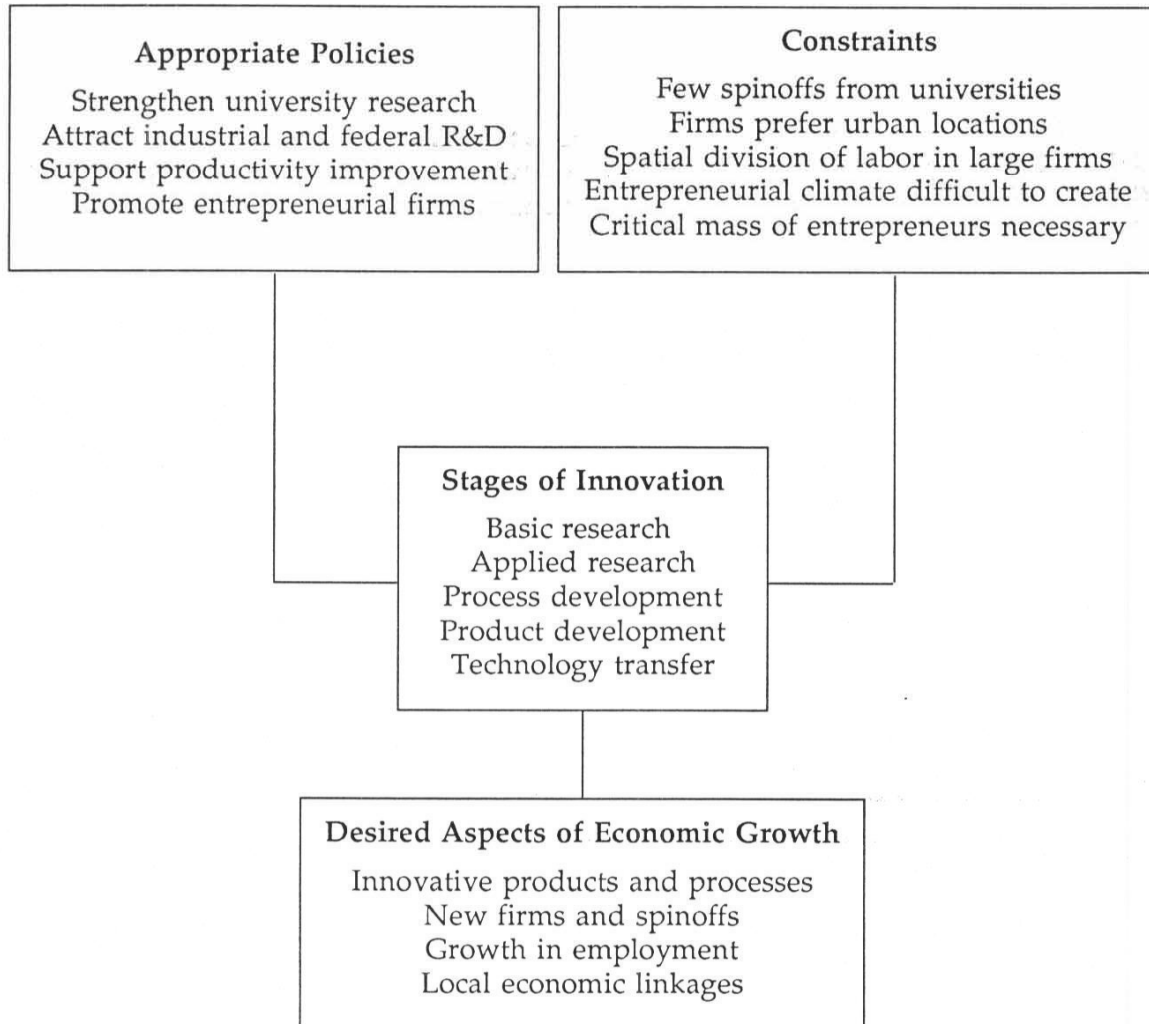 Appropriate Policies
Strengthen university research
Attract industrial and federal R&D
Support productivity improvement
Promote entrepreneurial firms
Constraints
Few spinoffs from universities
Firms prefer urban locations
Spatial division of labor in large firms
Entrepreneurial climate difficult to create
Critical mass of entrepreneurs necessary
Stages of Innovation
Basic research
Applied research
Process development
Product development
Technology transfer
Desired Aspects of Economic Growth
Innovative products and processes
New firms and spinoffs
Growth in employment
Local economic linkages